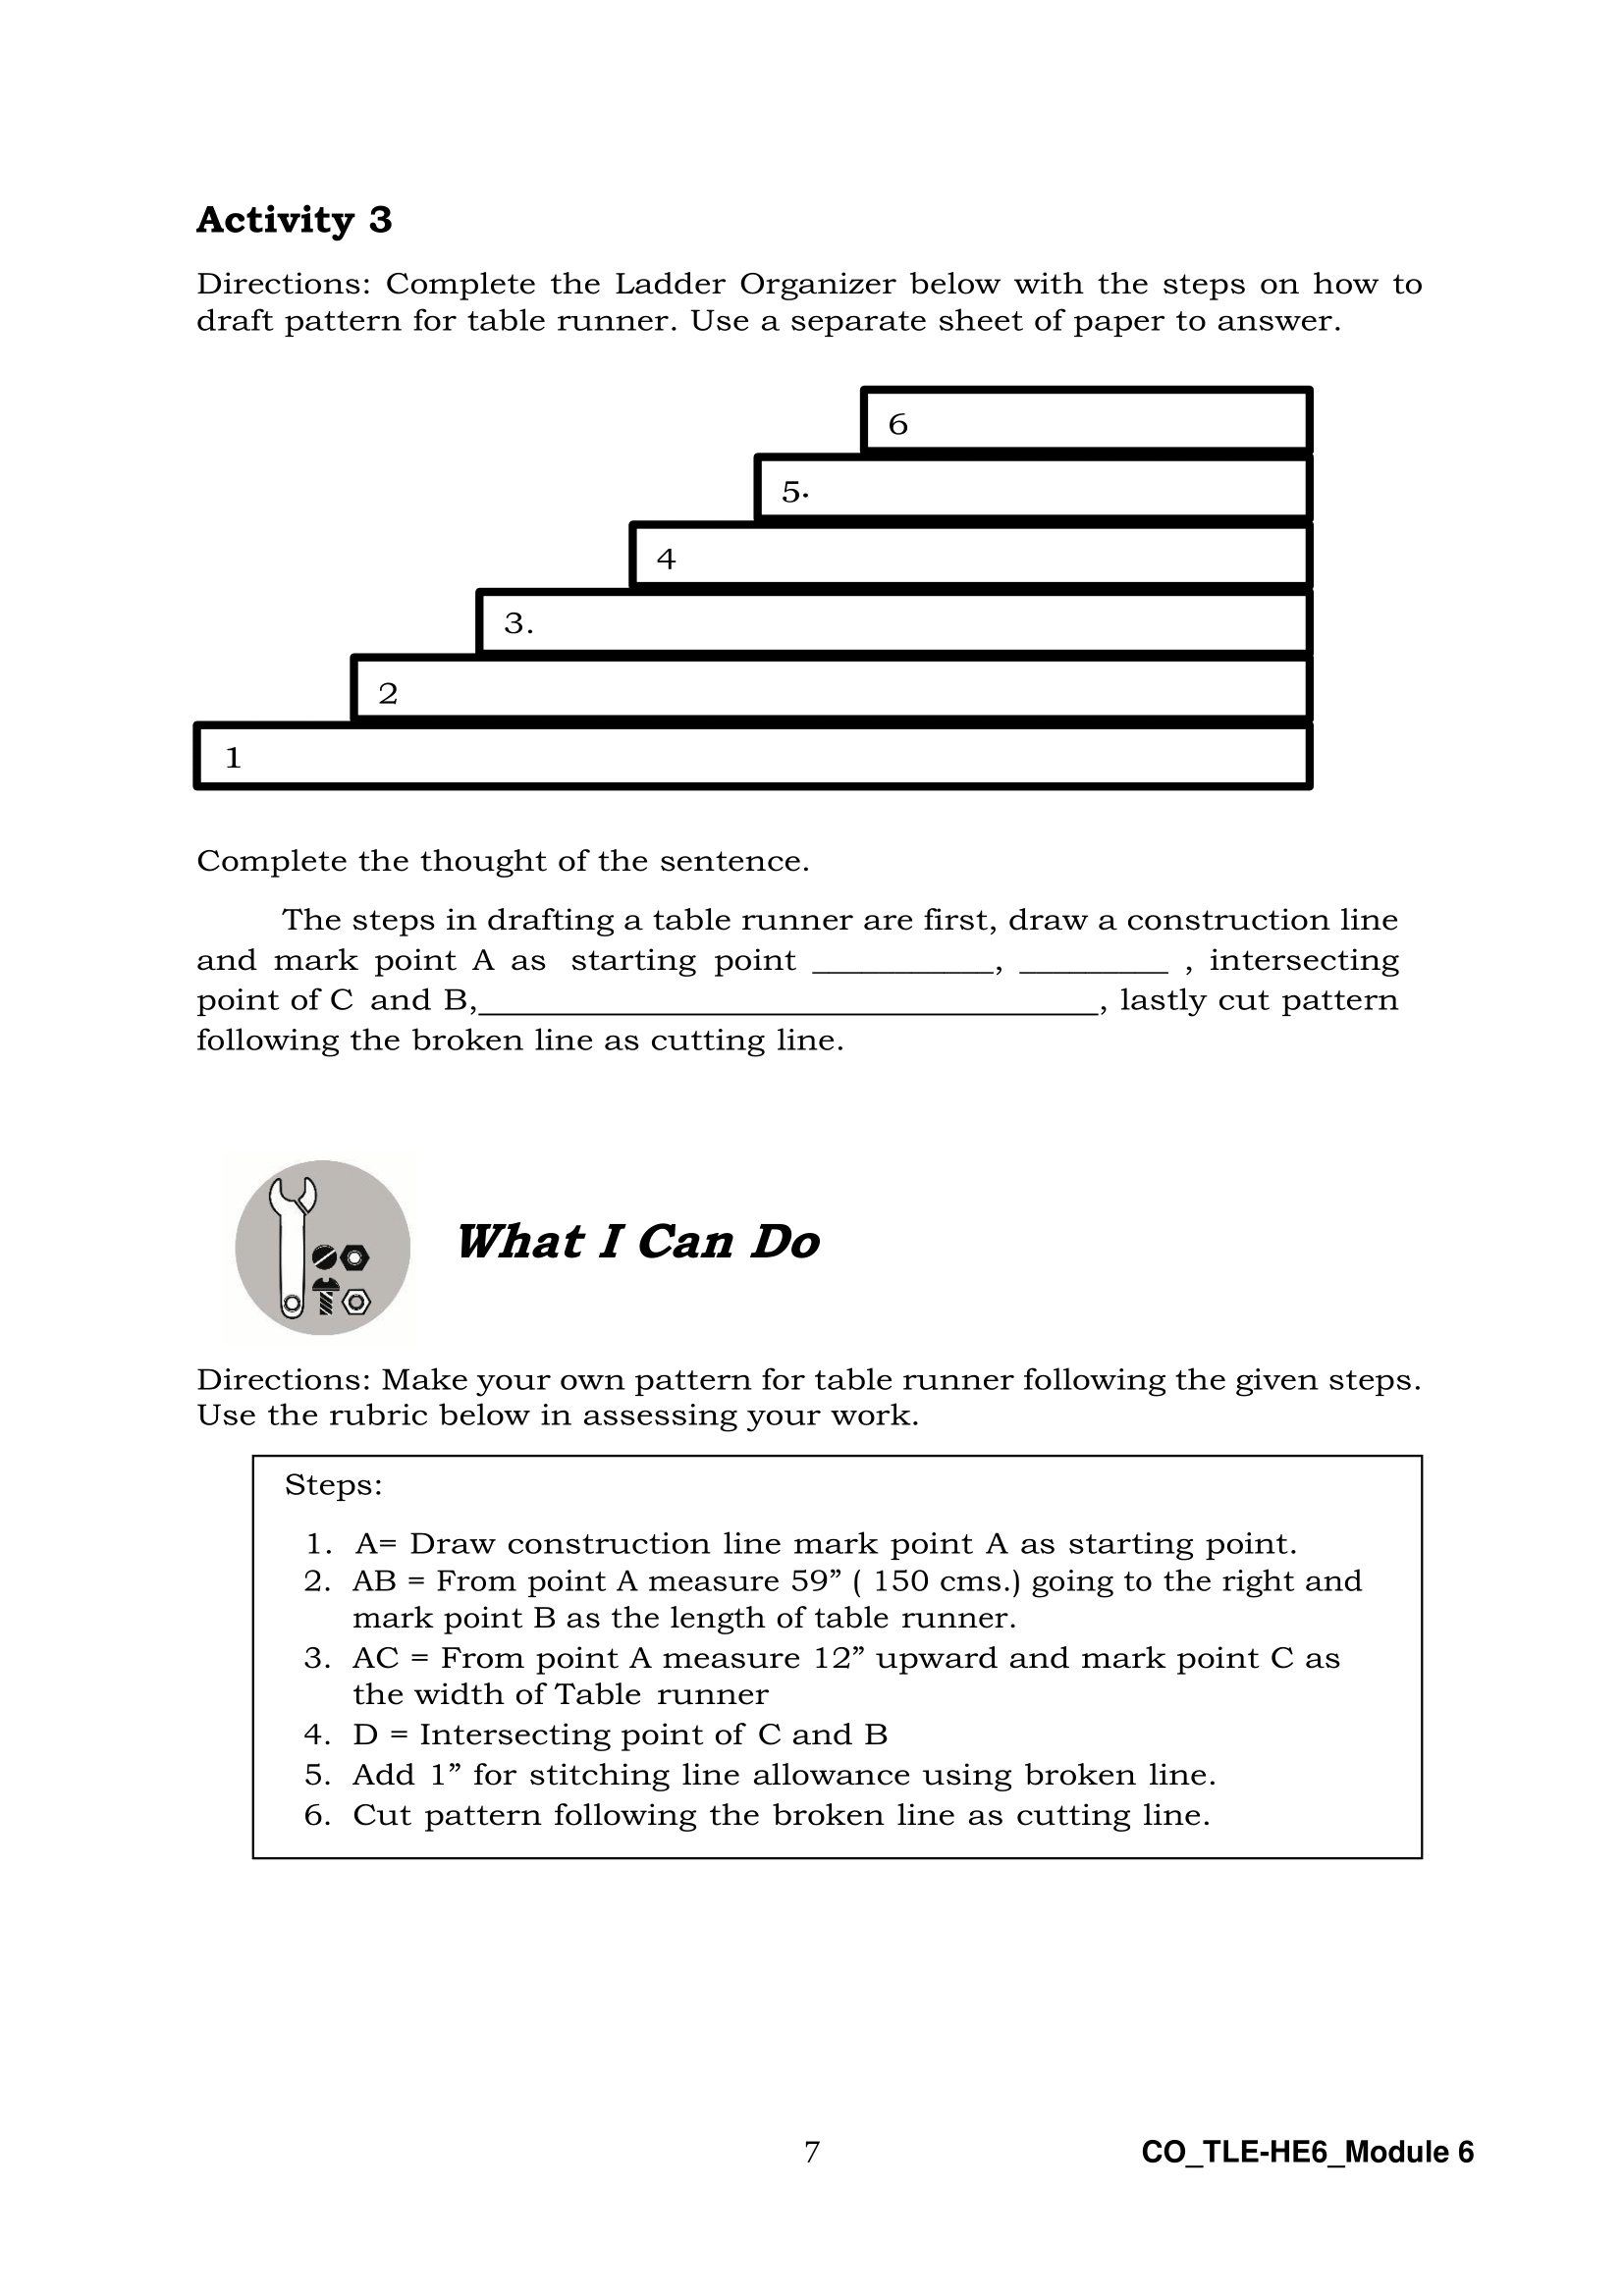 Activity 3
Directions: Complete the Ladder Organizer below with the steps on how to
draft pattern for table runner. Use a separate sheet of paper to answer.
6
5.
4
3.
2
1
Complete the thought of the sentence.
The steps in drafting a table runner are first, draw a construction line
and mark point A as starting point ___________, _________ , intersecting
point of C and B,______________________________________, lastly cut pattern
following the broken line as cutting line.
What I Can Do
Directions: Make your own pattern for table runner following the given steps.
Use the rubric below in assessing your work.
Steps:
1. A= Draw construction line mark point A as starting point.
2. AB = From point A measure 59” ( 150 cms.) going to the right and
mark point B as the length of table runner.
3. AC = From point A measure 12” upward and mark point C as
the width of Table runner
4. D = Intersecting point of C and B
5. Add 1” for stitching line allowance using broken line.
6. Cut pattern following the broken line as cutting line.
7
CO_TLE-HE6_Module 6